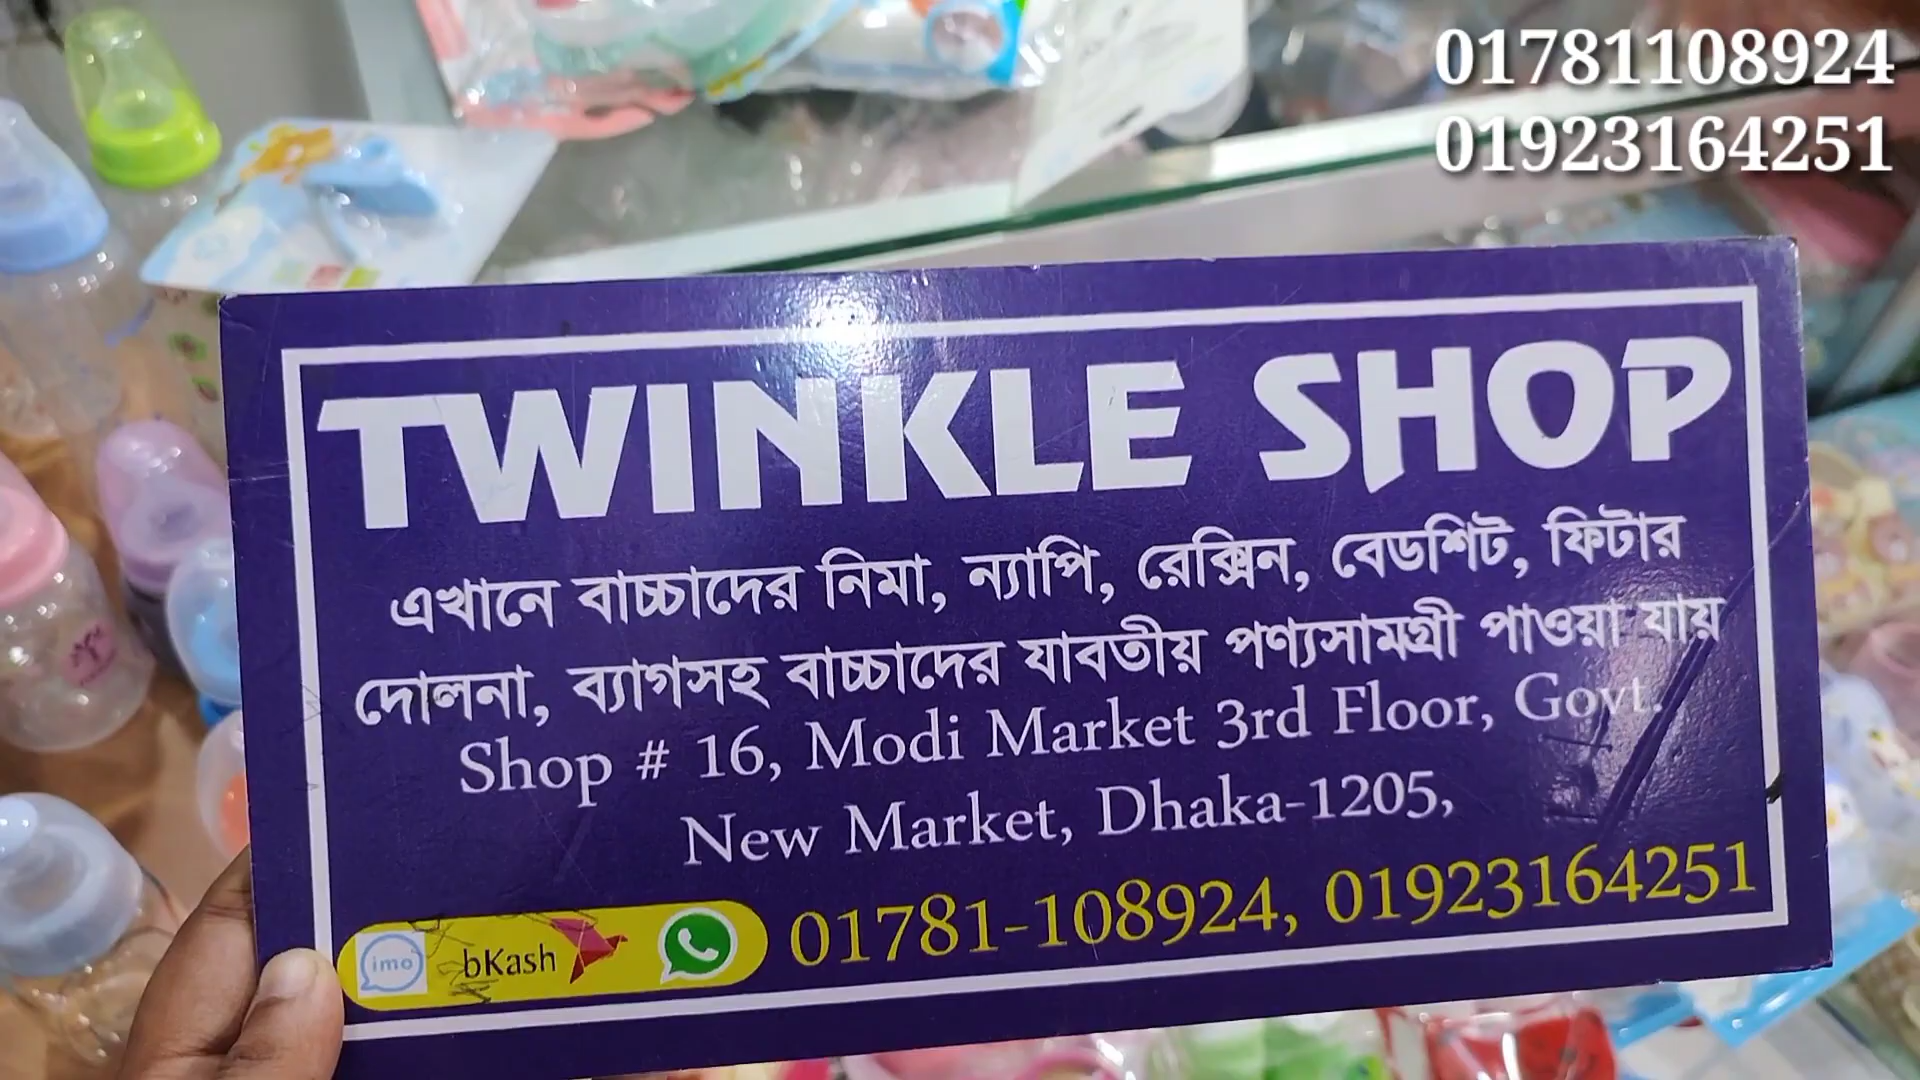 01781108924
01923164251
TWINKLE SHOP
এখানে বাচ্চাদের নিমা, ন্যাপি, রেক্সিন, বেডশিট, ফিটার
দোলনা, ব্যাগসহ বাচ্চাদের যাবতীয় পণ্যসামগ্রী পাওয়া যায়
Shop # 16, Modi Market 3rd Floor, Govt.
New Market, Dhaka-1205,
imo bKash 01781-108924, 01923164251